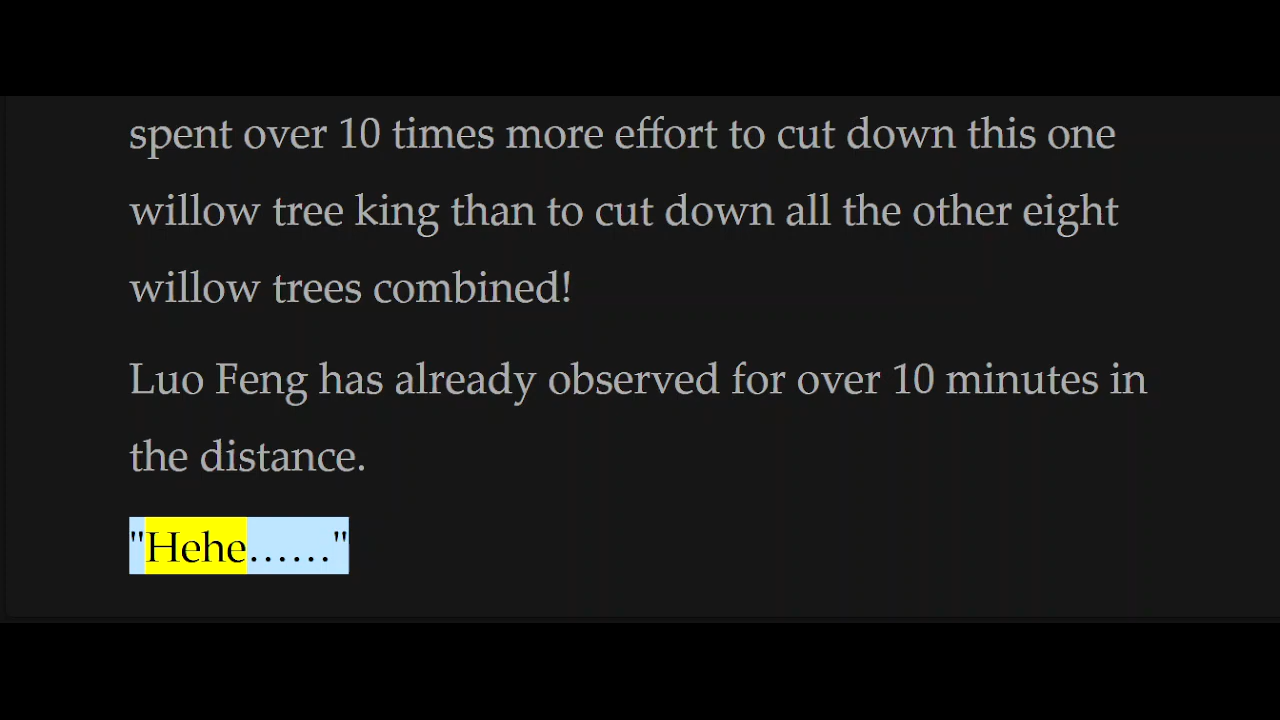 spent over 10 times more effort to cut down this one
willow tree king than to cut down all the other eight
willow trees combined!
Luo Feng has already observed for over 10 minutes in
the distance.
"Hehe……"